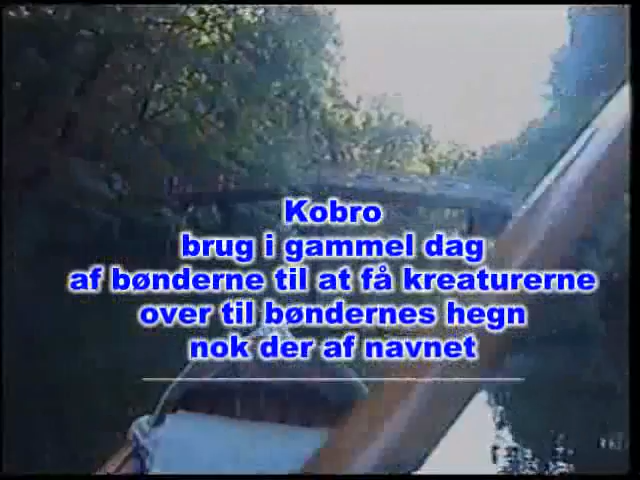 Kobro
brug i gammel dag
af bønderne til at få kreaturerne
over til bøndernes hegn
nok der af navnet